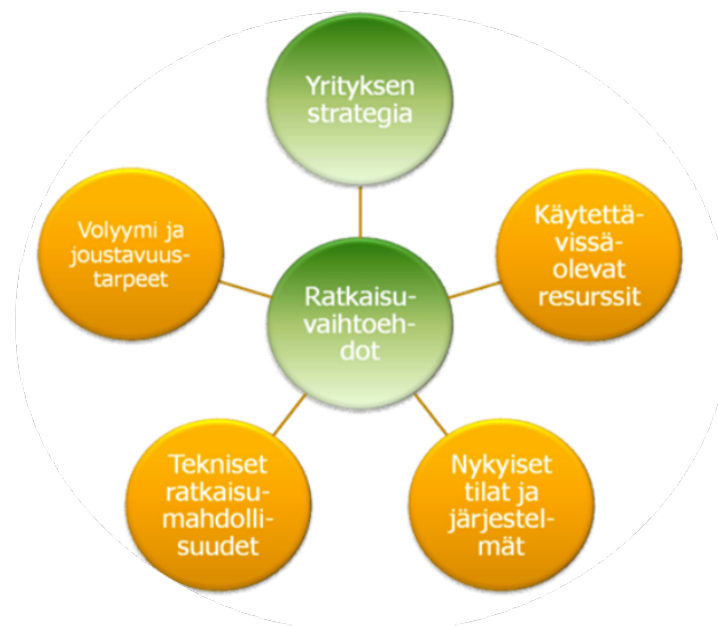 Yrityksen
strategia
Volyymi ja
joustavuus-
tarpeet
Käytettä-
vissä-
olevat
resurssit
Ratkaisu-
vaihtoeh-
dot
Tekniset
ratkaisu-
mahdolli-
suudet
Nykyiset
tilat ja
järjestel-
mät